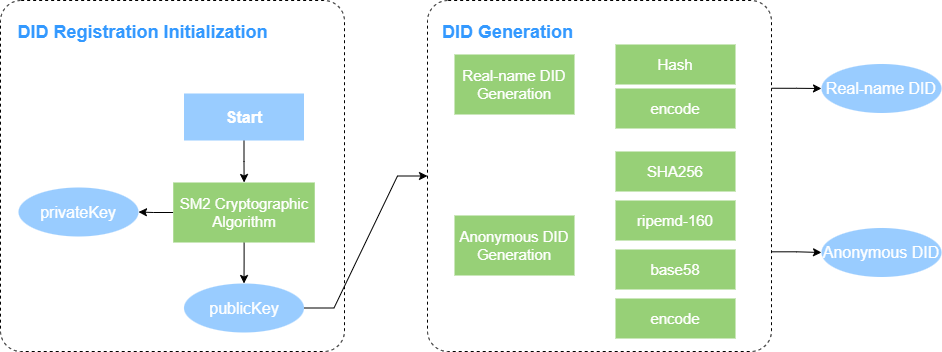 DID Registration Initialization
Start
SM2 Cryptographic
Algorithm
privateKey
publicKey
DID Generation
Real-name DID
Generation
Hash
encode
Anonymous DID
Generation
SHA256
ripemd-160
base58
encode
Real-name DID
Anonymous DID